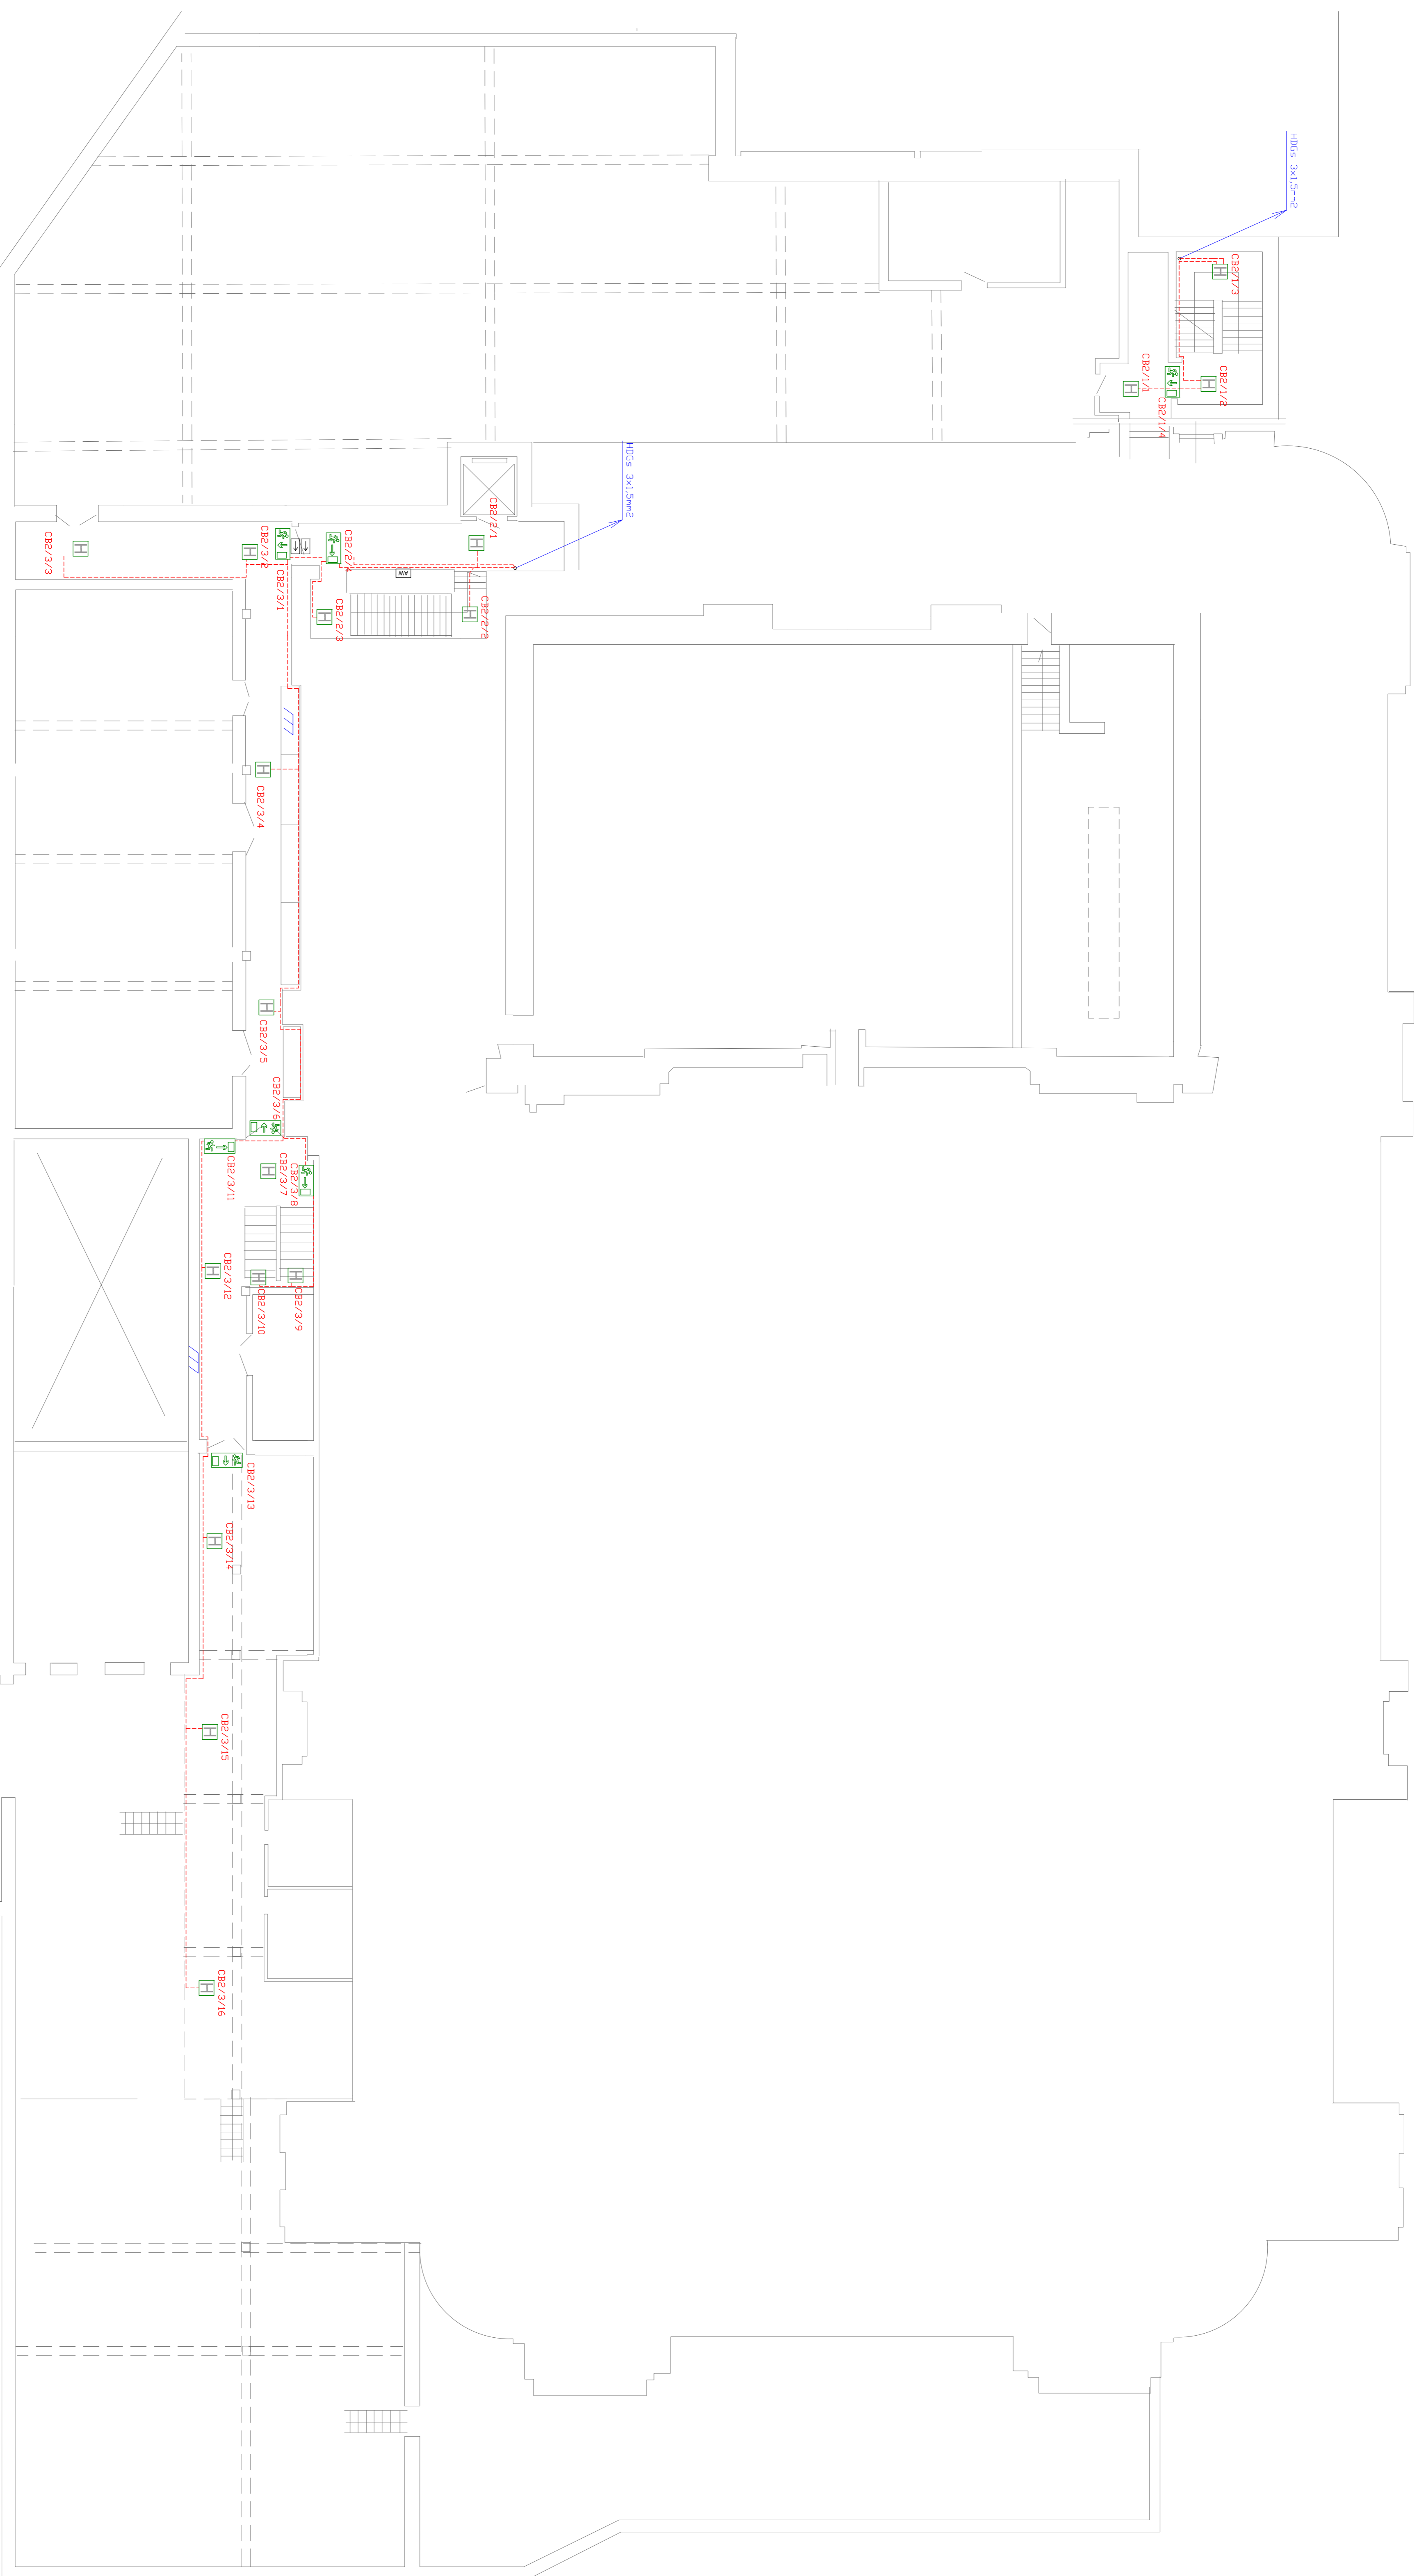 HDGs 3x1,5mm2
CB2/1/3
CB2/1/1
CB2/1/2
CB2/1/4
HDGs 3x1,5mm2
CB2/2/1
CB2/3/3
CB2/3/2
CB2/2/4
AW
CB2/3/1
CB2/2/3
CB2/2/2
CB2/3/4
CB2/3/5
CB2/3/6
CB2/3/11
CB2/3/7
CB2/3/8
CB2/3/12
CB2/3/10
CB2/3/9
CB2/3/13
CB2/3/14
CB2/3/15
CB2/3/16